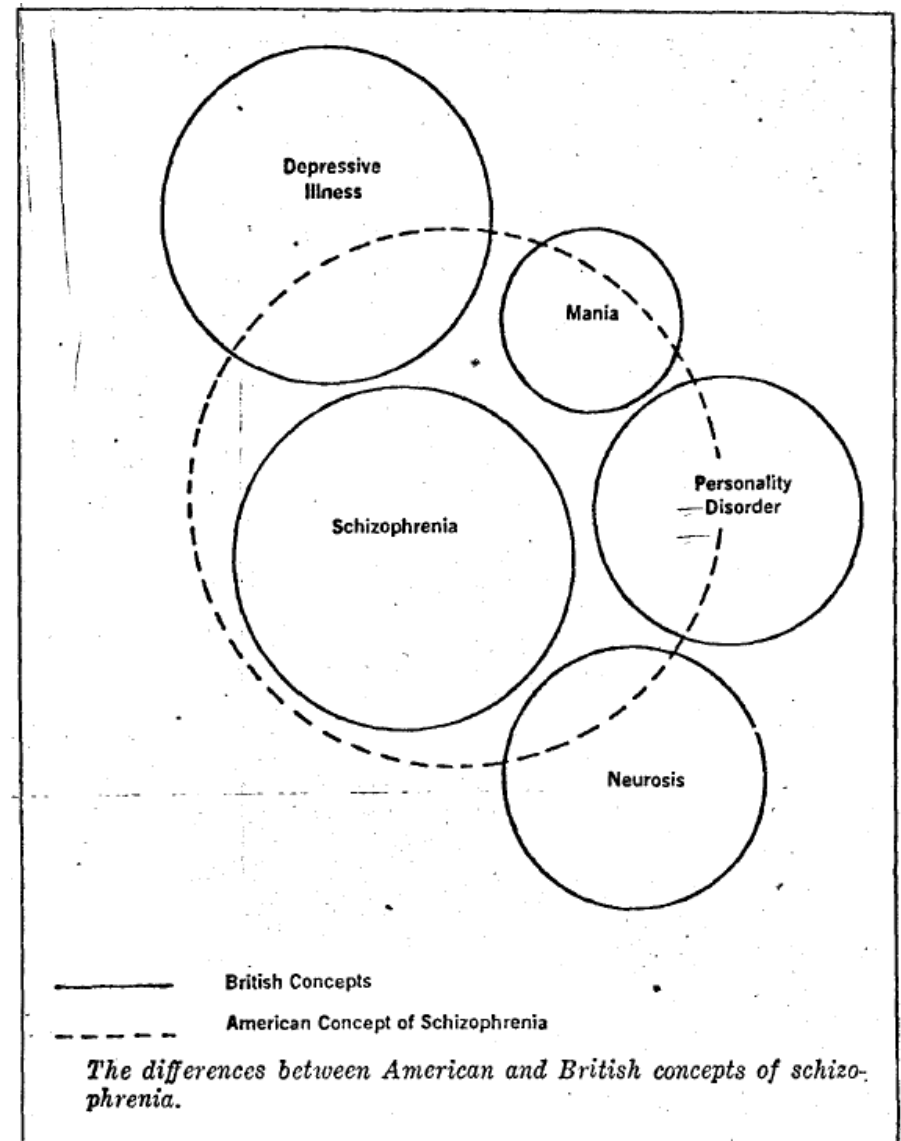 Depressive
Illness
Mania
Personality
Disorder
Schizophrenia
Neurosis
British Concepts
American Concept of Schizophrenia
The differences between American and British concepts of schizo-
phrenia.